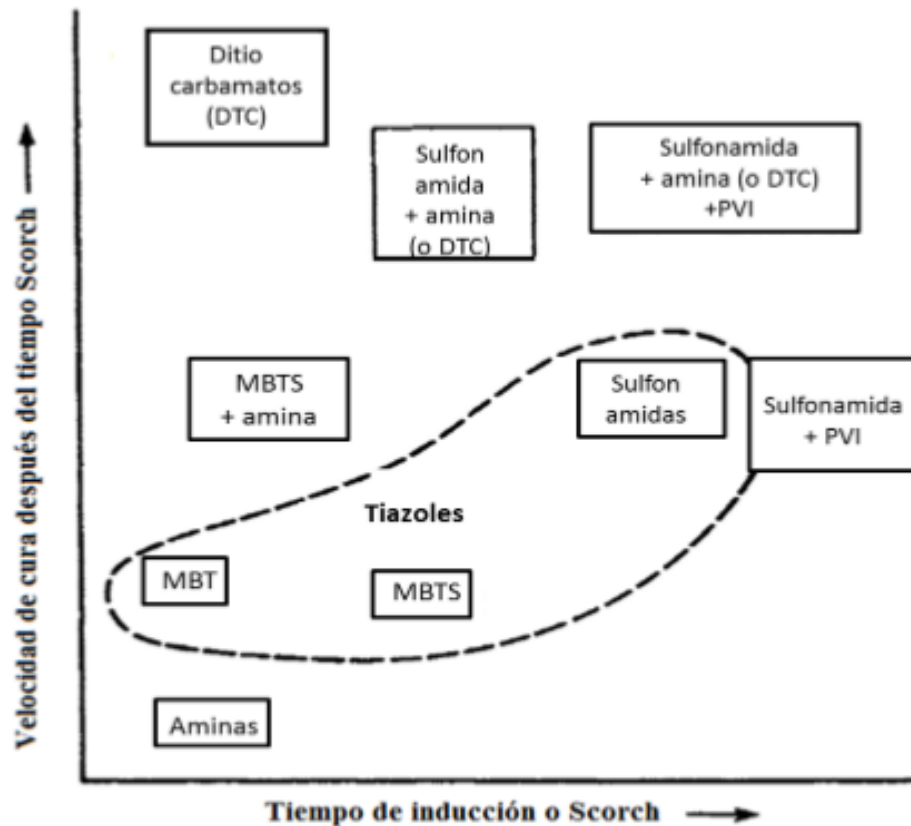 Velocidad de cura después del tiempo Scorch
Ditio
carbamatos
(DTC)
Sulfon
amida
+ amina
(o DTC)
Sulfonamida
+ amina (o DTC)
+PVI
MBTS
+ amina
Sulfon
amidas
Sulfonamida
+ PVI
Tiazoles
MBT
MBTS
Aminas
Tiempo de inducción o Scorch